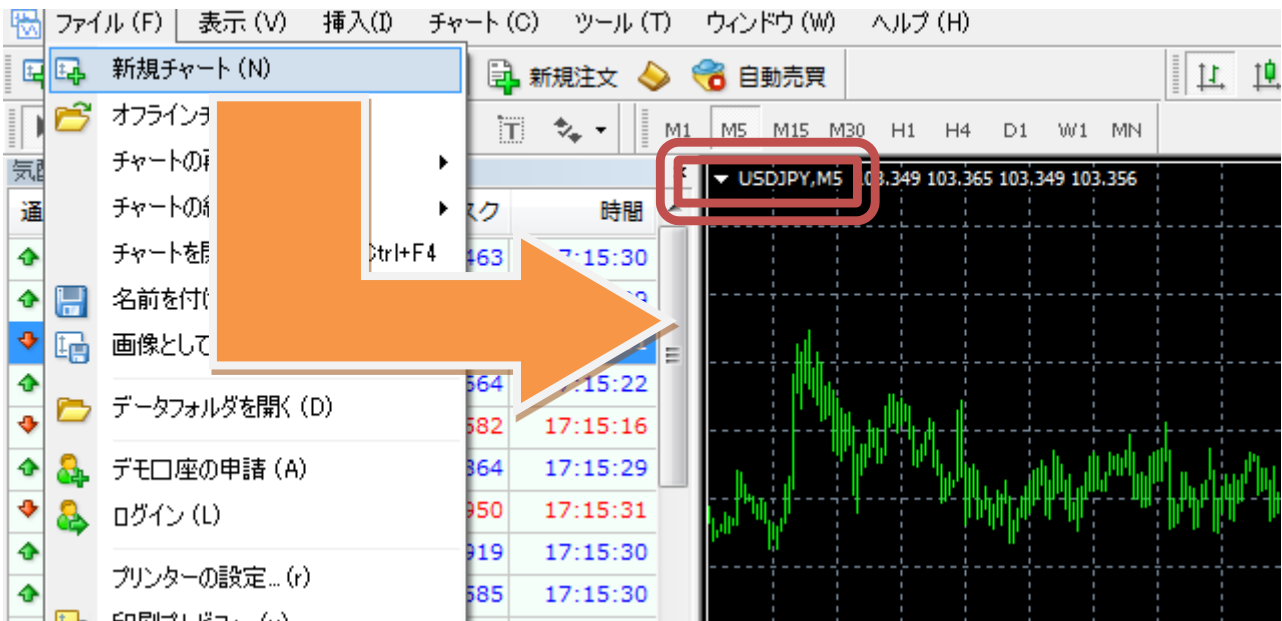 ファイル (F) 表示 (V) 挿入(I) チャート (C) ツール (T) ウィンドウ (W) ヘルプ (H)
新規チャート (N)
新規注文 自動売買
オフライン
T M1 M5 M15 M30 H1 H4 D1 W1 MN
チャートの
USDJPY,M5 103.349 103.365 103.349 103.356
チャートの
時間
チャートを
Ctrl+F4
463 17:15:30
名前を付
画像として
564 17:15:22
データフォルダを開く (D)
582 17:15:16
デモ口座の申請 (A)
364 17:15:29
ログイン (L)
950 17:15:31
919 17:15:30
プリンターの設定... (r)
585 17:15:30